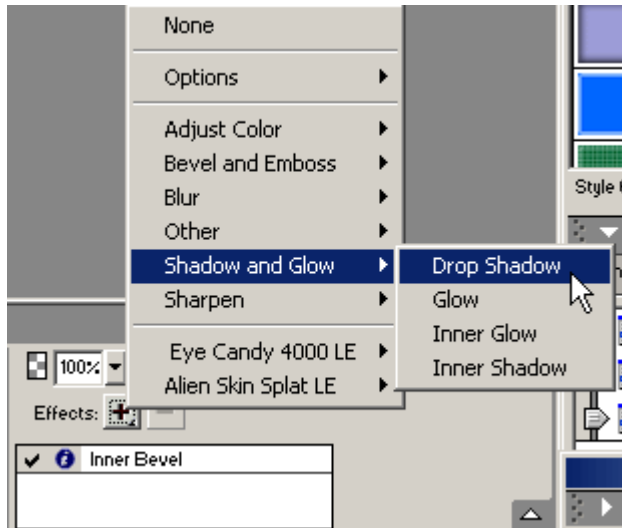 None
Options
Adjust Color
Bevel and Emboss
Blur
Other
Shadow and Glow
Sharpen
Eye Candy 4000 LE
Alien Skin Splat LE
Drop Shadow
Glow
Inner Glow
Inner Shadow
Style
100%
Effects:
Inner Bevel